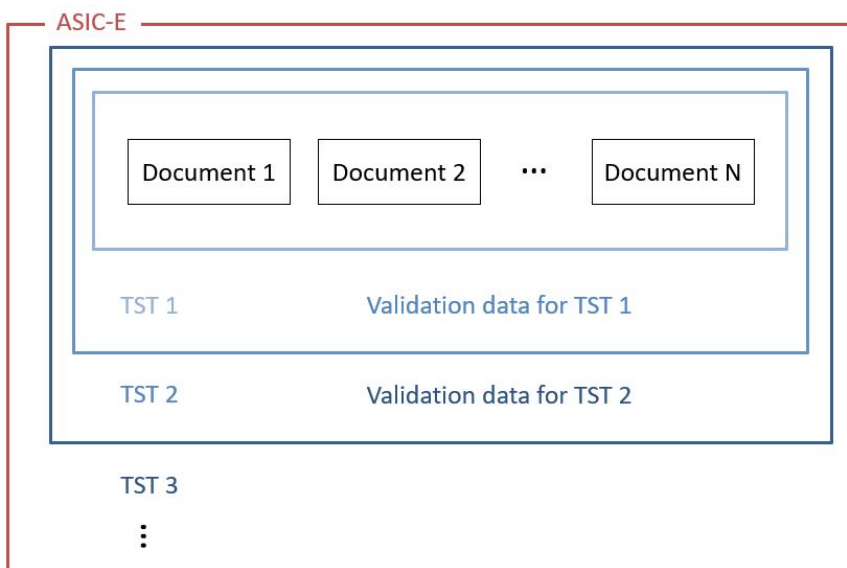 ASIC-E
Document 1 Document 2 ... Document N
TST 1 Validation data for TST 1
TST 2 Validation data for TST 2
TST 3
⋮